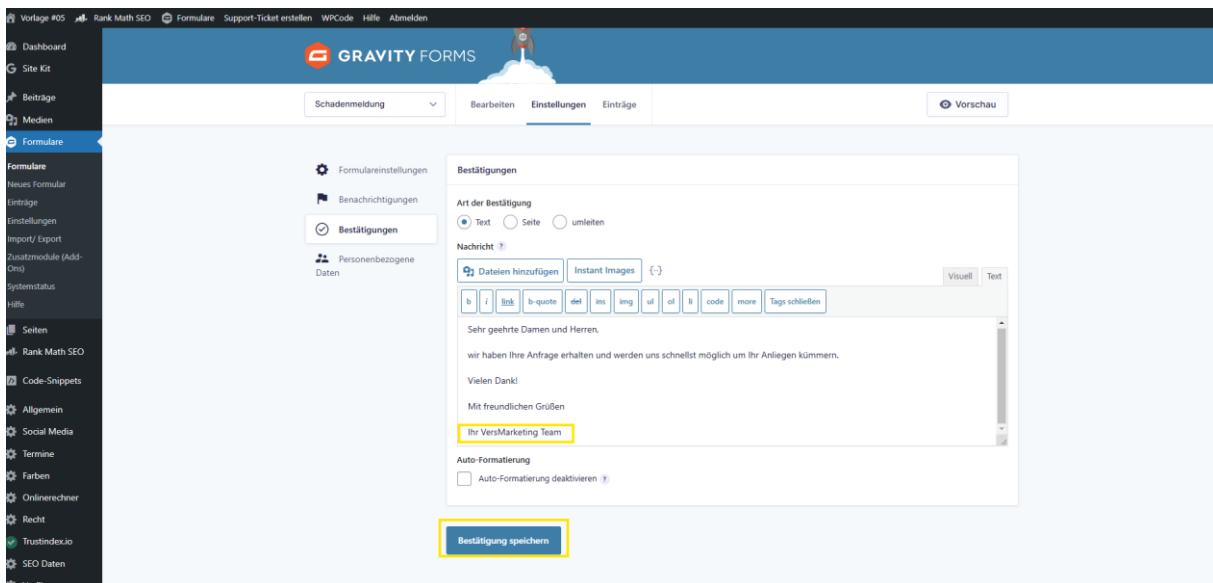 Vorlage #05 Rank Math SEO Formulare Support-Ticket erstellen WPCode Hilfe Abmelden
Dashboard
Site Kit
Beiträge
Medien
Formulare
Formulare
Neues Formular
Einträge
Einstellungen
Import/ Export
Zusatzmodule (Add-
Ons)
Systemstatus
Hilfe
Seiten
Rank Math SEO
Code-Snippets
Allgemein
Social Media
Termine
Farben
Onlinerechner
Recht
Trustindex.io
SEO Daten
GRAVITY FORMS
Schadenmeldung Bearbeiten Einstellungen Einträge Vorschau
Formulareinstellungen
Benachrichtigungen
Bestätigungen
Personenbezogene
Daten
Bestätigungen
Art der Bestätigung
Text Seite umleiten
Nachricht ?
Dateien hinzufügen Instant Images {··} Visuell Text
b i link b-quote del ins img ul ol li code more Tags schließen
Sehr geehrte Damen und Herren,
wir haben Ihre Anfrage erhalten und werden uns schnellst möglich um Ihr Anliegen kümmern.
Vielen Dank!
Mit freundlichen Grüßen
Ihr VersMarketing Team
Auto-Formatierung
Auto-Formatierung deaktivieren ?
Bestätigung speichern